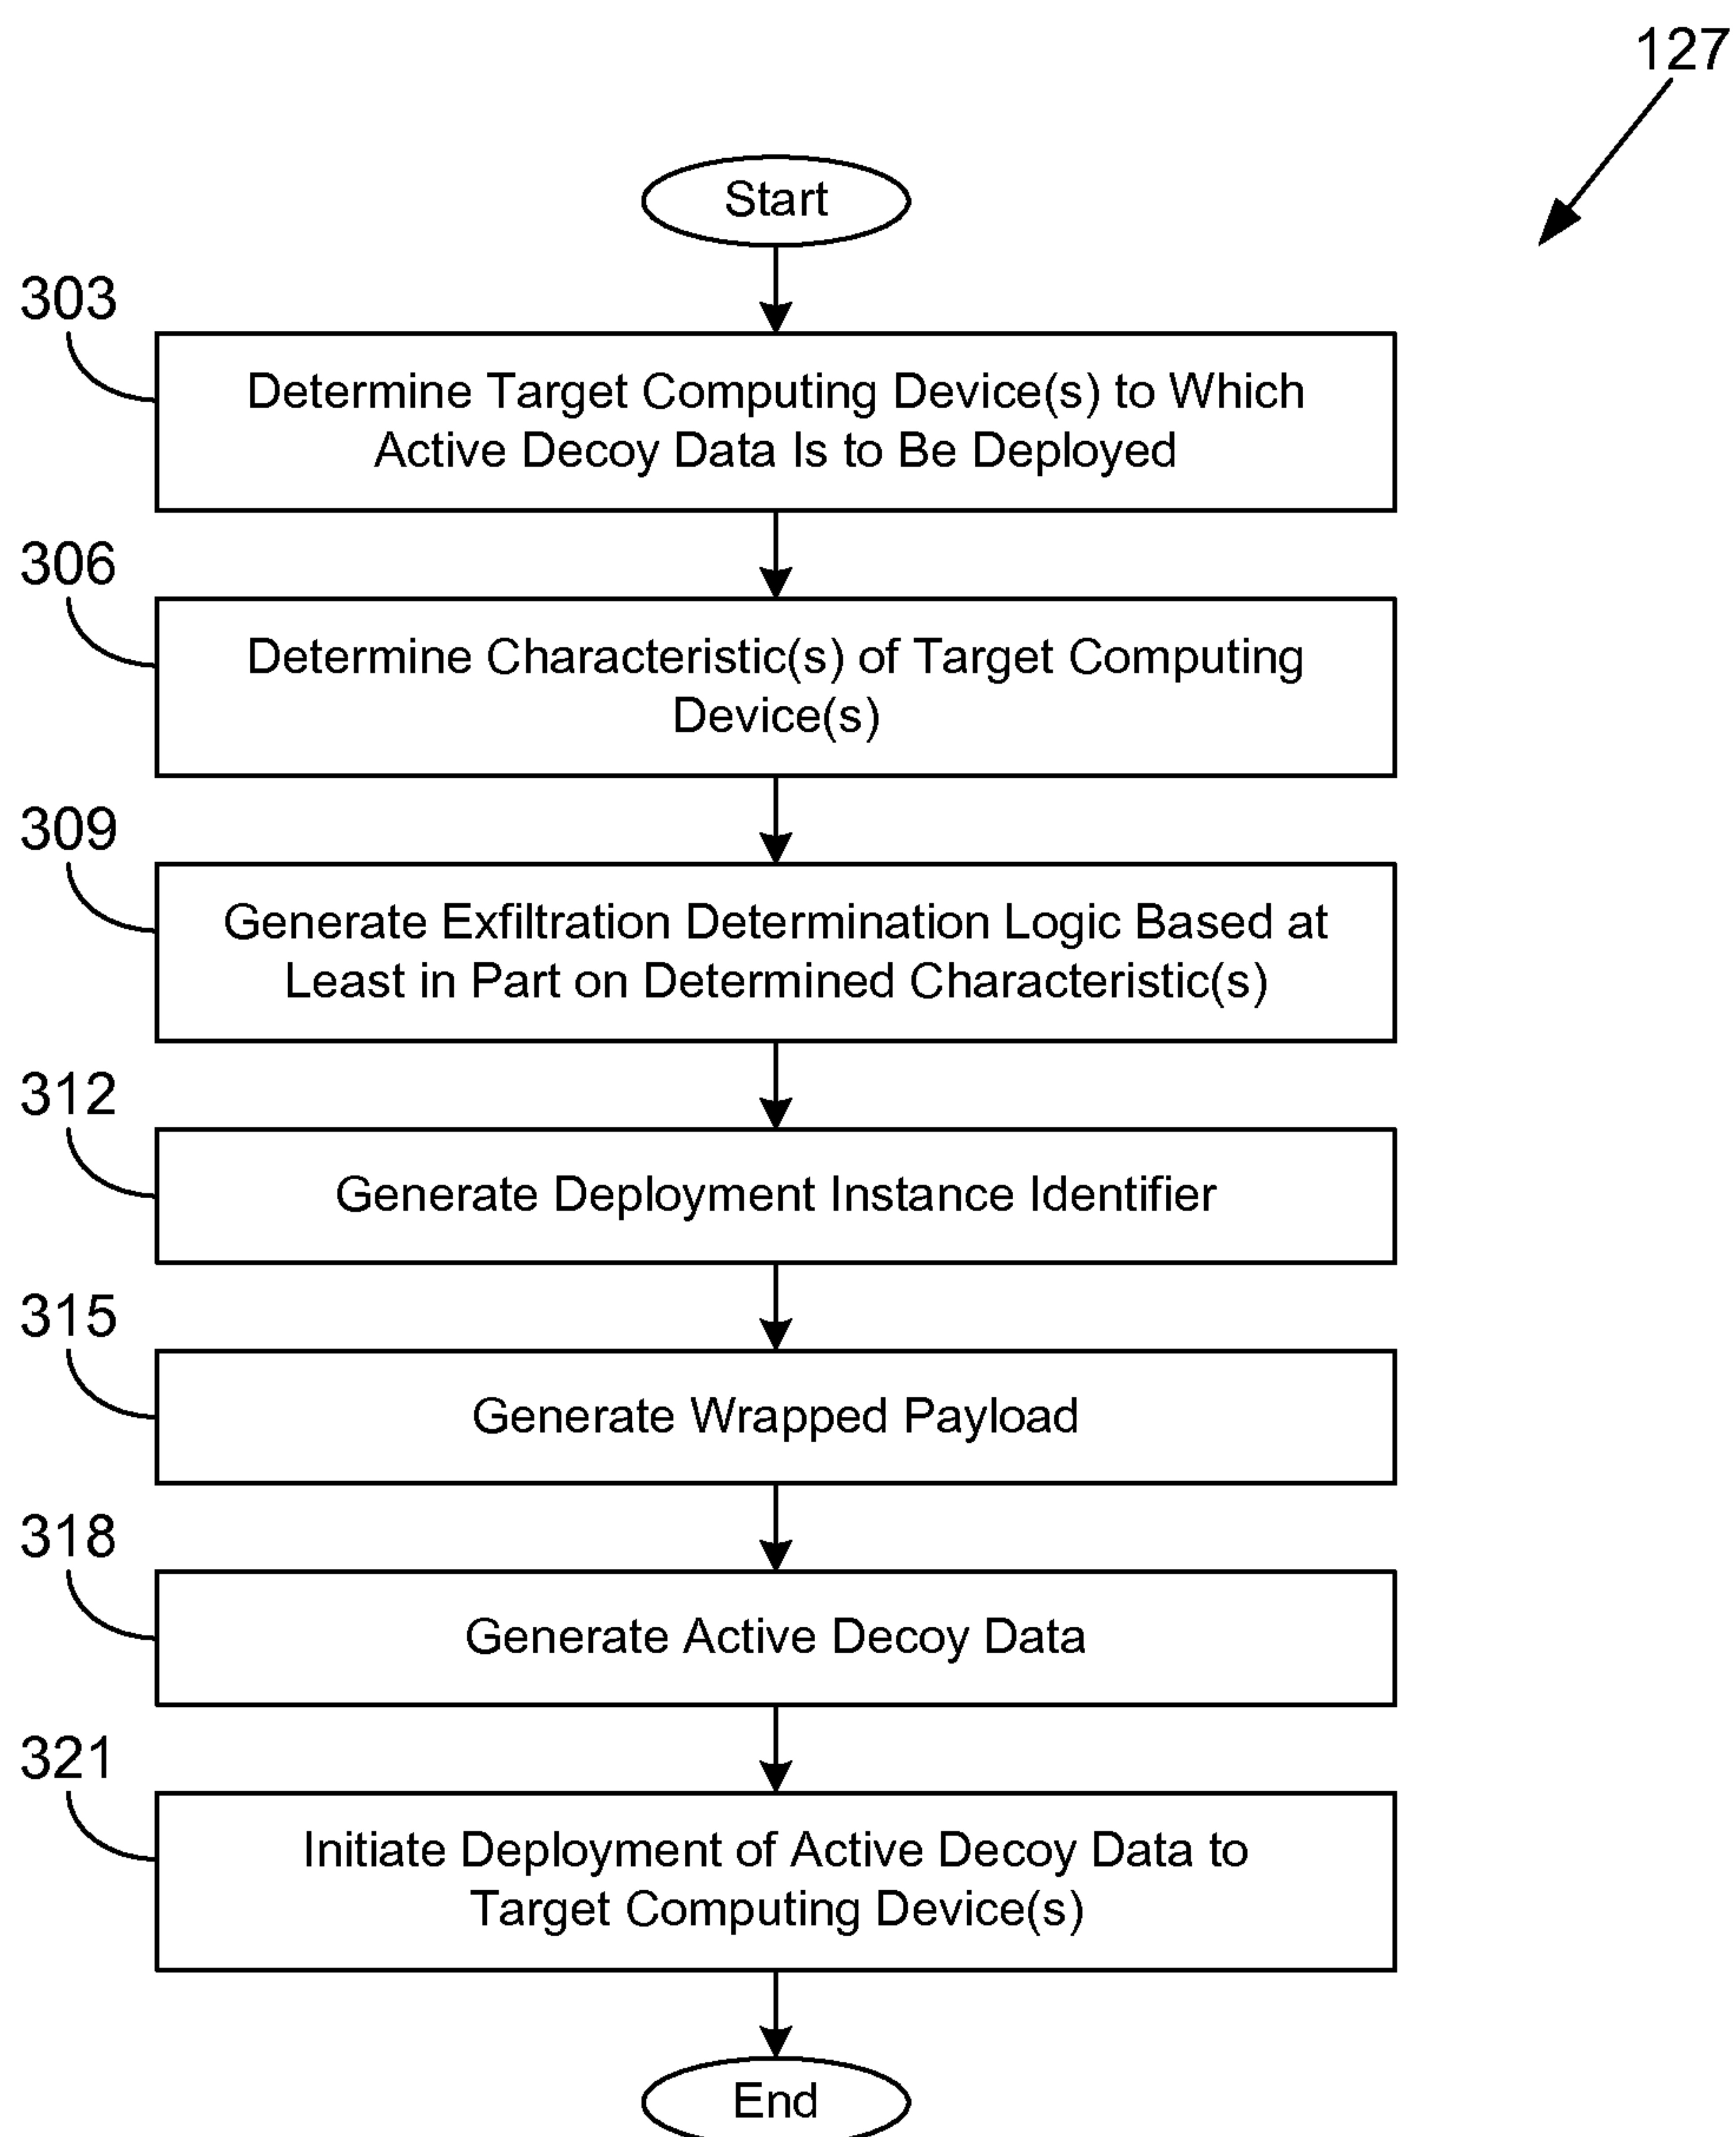 127
Start
303
Determine Target Computing Device(s) to Which
Active Decoy Data Is to Be Deployed
306
Determine Characteristic(s) of Target Computing
Device(s)
309
Generate Exfiltration Determination Logic Based at
Least in Part on Determined Characteristic(s)
312
Generate Deployment Instance Identifier
315
Generate Wrapped Payload
318
Generate Active Decoy Data
321
Initiate Deployment of Active Decoy Data to
Target Computing Device(s)
End